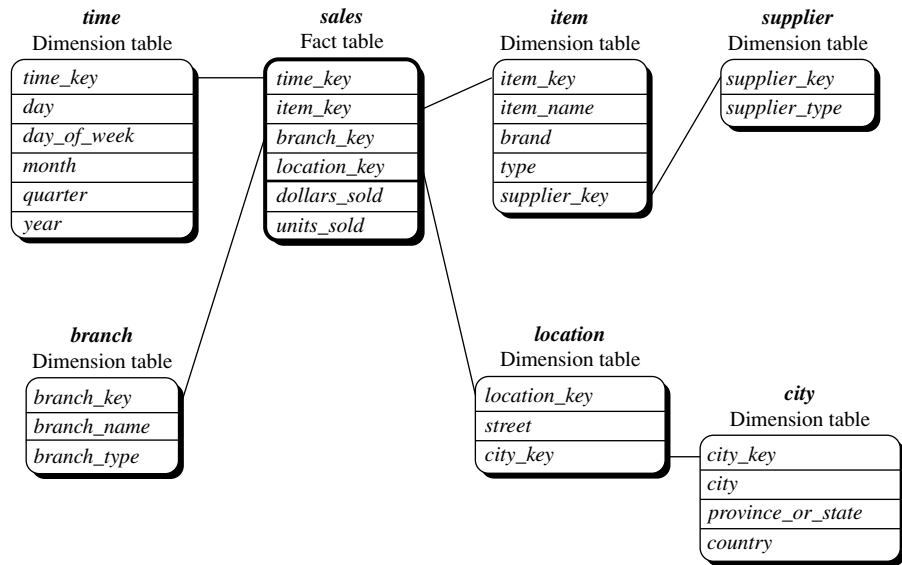 time
Dimension table
time_key
day
day_of_week
month
quarter
year
sales
Fact table
time_key
item_key
branch_key
location_key
dollars_sold
units_sold
item
Dimension table
item_key
item_name
brand
type
supplier_key
supplier
Dimension table
supplier_key
supplier_type
branch
Dimension table
branch_key
branch_name
branch_type
location
Dimension table
location_key
street
city_key
city
Dimension table
city_key
city
province_or_state
country